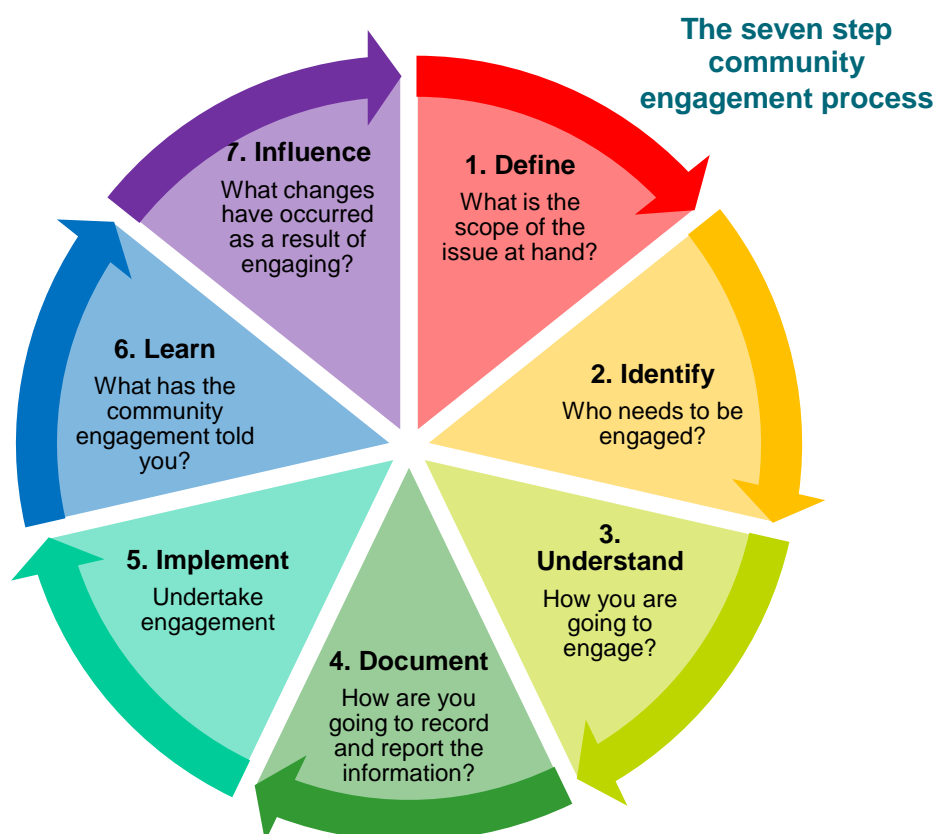 The seven step
community
engagement process
1. Define
What is the
scope of the
issue at hand?
2. Identify
Who needs to be
engaged?
3.
Understand
How you are
going to
engage?
4. Document
How are you
going to record
and report the
information?
5. Implement
Undertake
engagement
6. Learn
What has the
community
engagement told
you?
7. Influence
What changes
have occurred
as a result of
engaging?